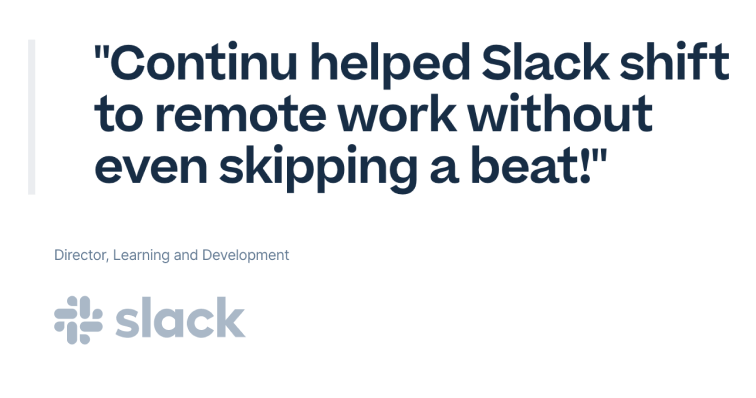 "Continu helped Slack shift
to remote work without
even skipping a beat!"
Director, Learning and Development
slack